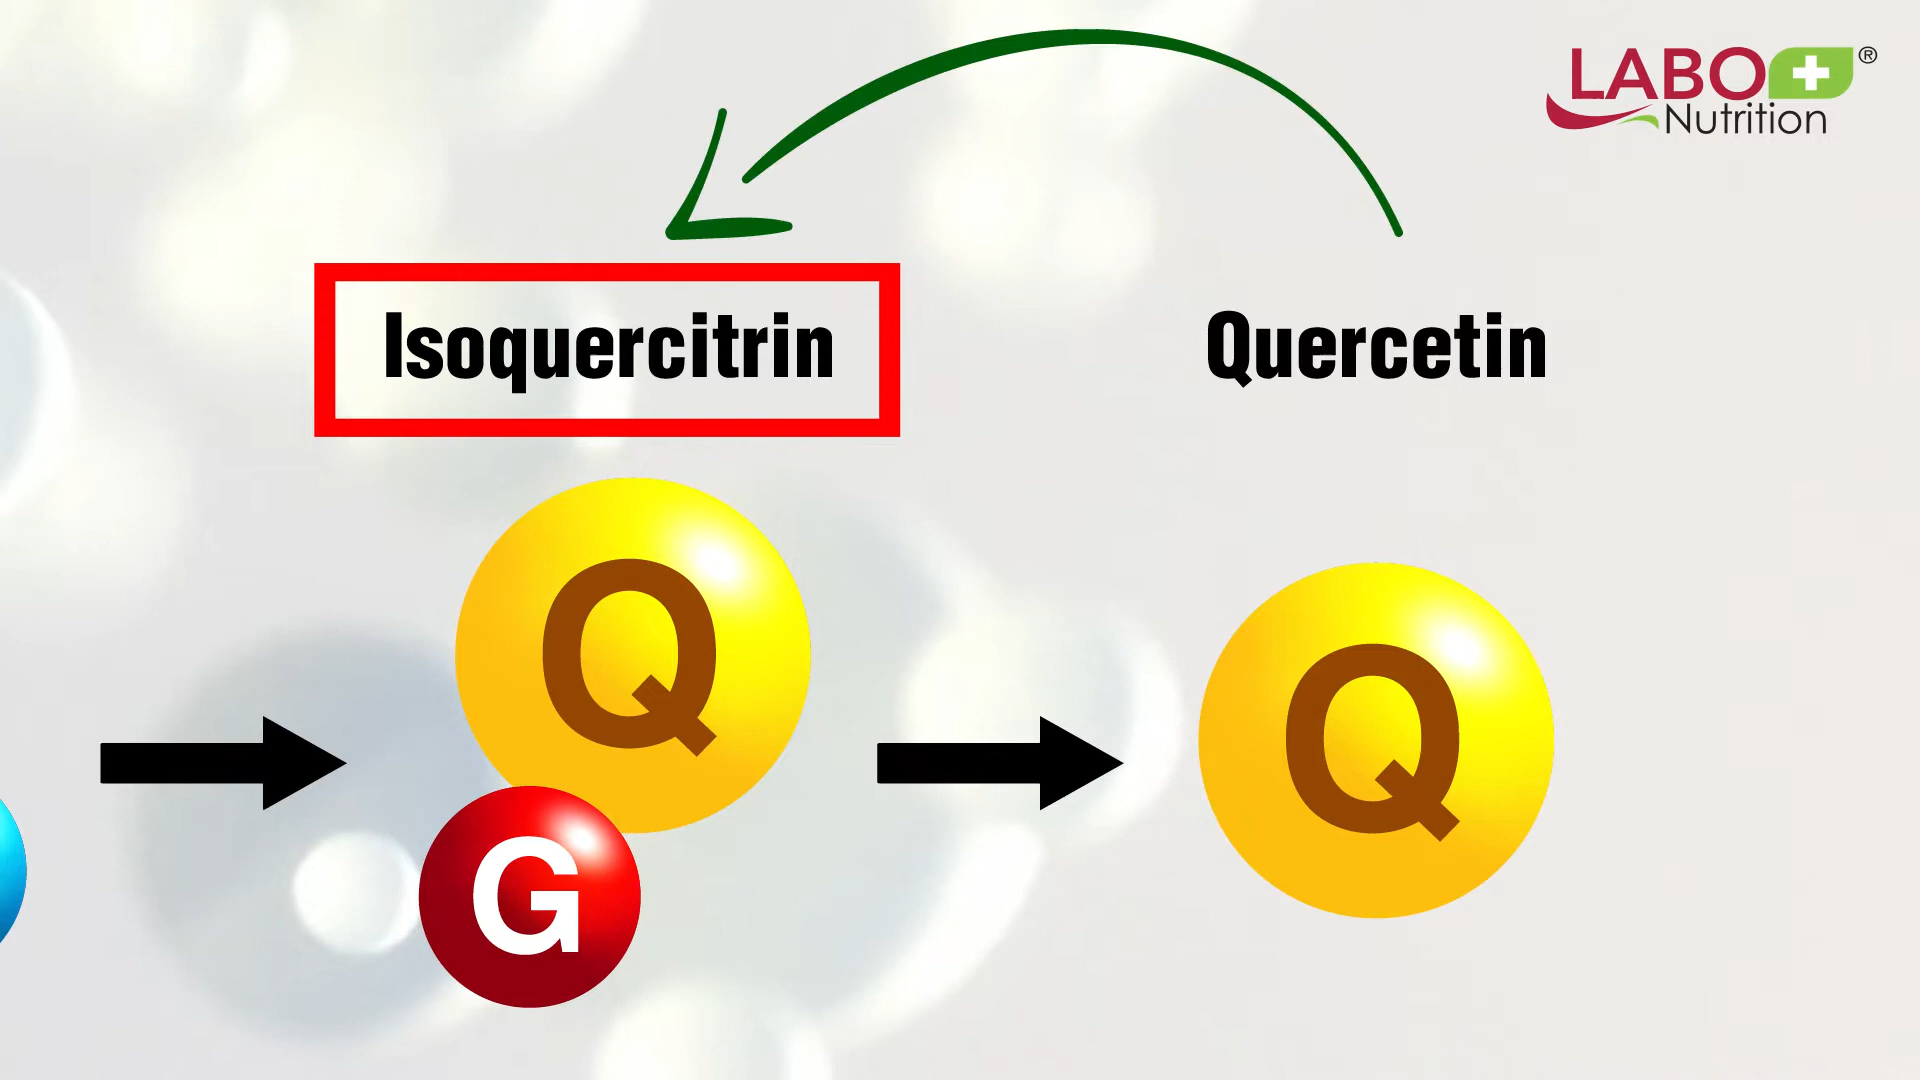 LABO
Nutrition
®
Isoquercitrin
Quercetin
Q
Q
G